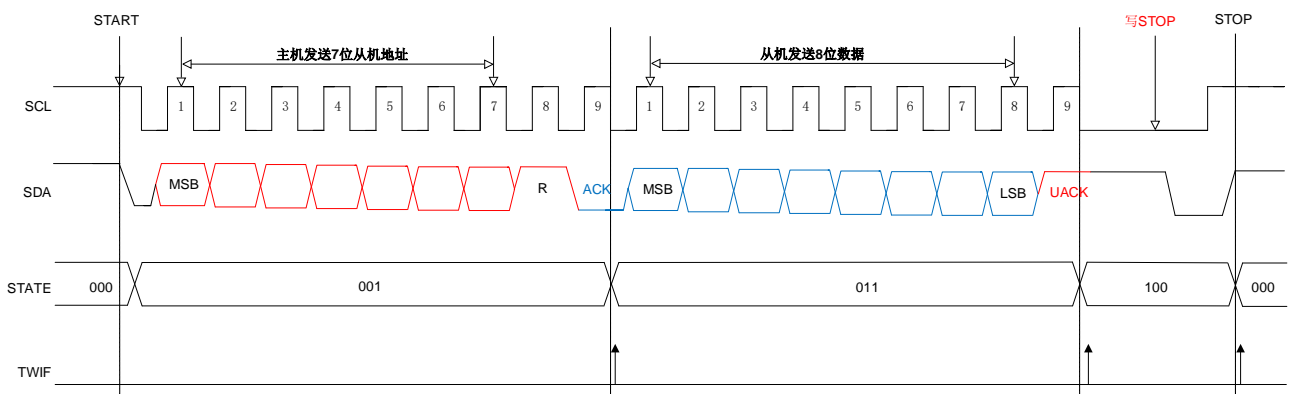 START 写STOP STOP
主机发送7位从机地址 从机发送8位数据
SCL 1 2 3 4 5 6 7 8 9 1 2 3 4 5 6 7 8 9
SDA MSB R ACK MSB LSB UACK
STATE 000 001 011 100 000
TWIF